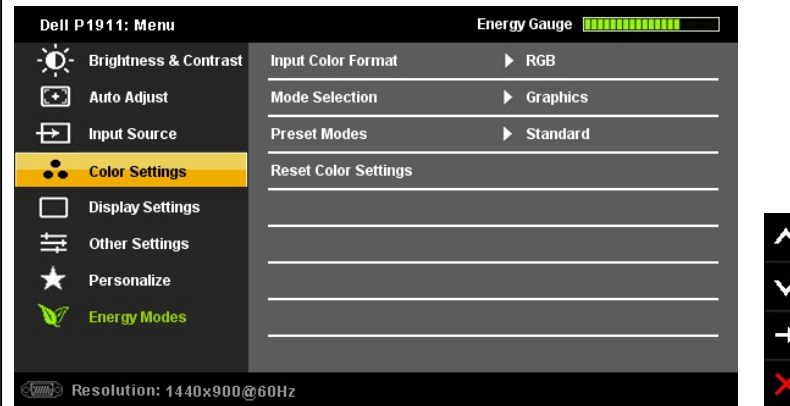 Dell P1911: Menu
Energy Gauge
Brightness & Contrast
Auto Adjust
Input Source
Color Settings
Display Settings
Other Settings
Personalize
Energy Modes
Input Color Format RGB
Mode Selection Graphics
Preset Modes Standard
Reset Color Settings
Resolution: 1440x900@60Hz